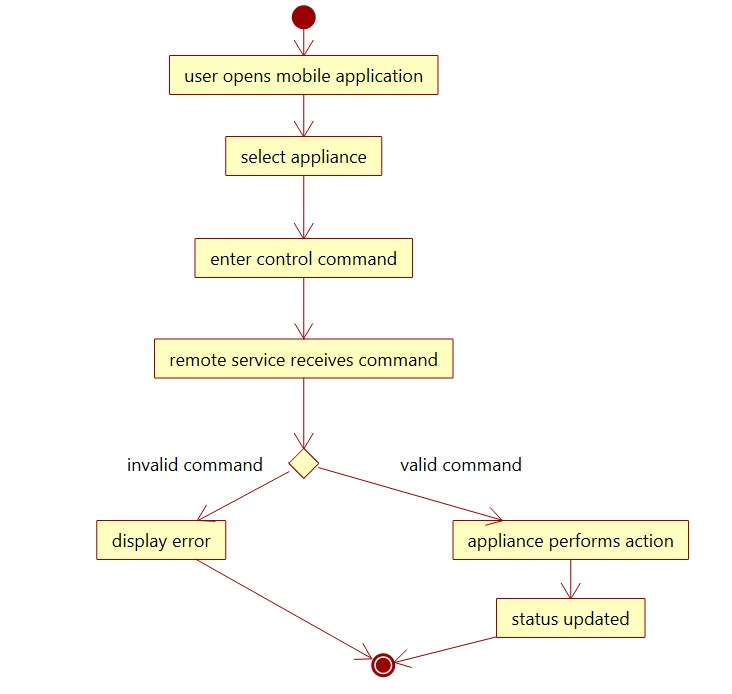 user opens mobile application
select appliance
enter control command
remote service receives command
invalid command
valid command
display error
appliance performs action
status updated